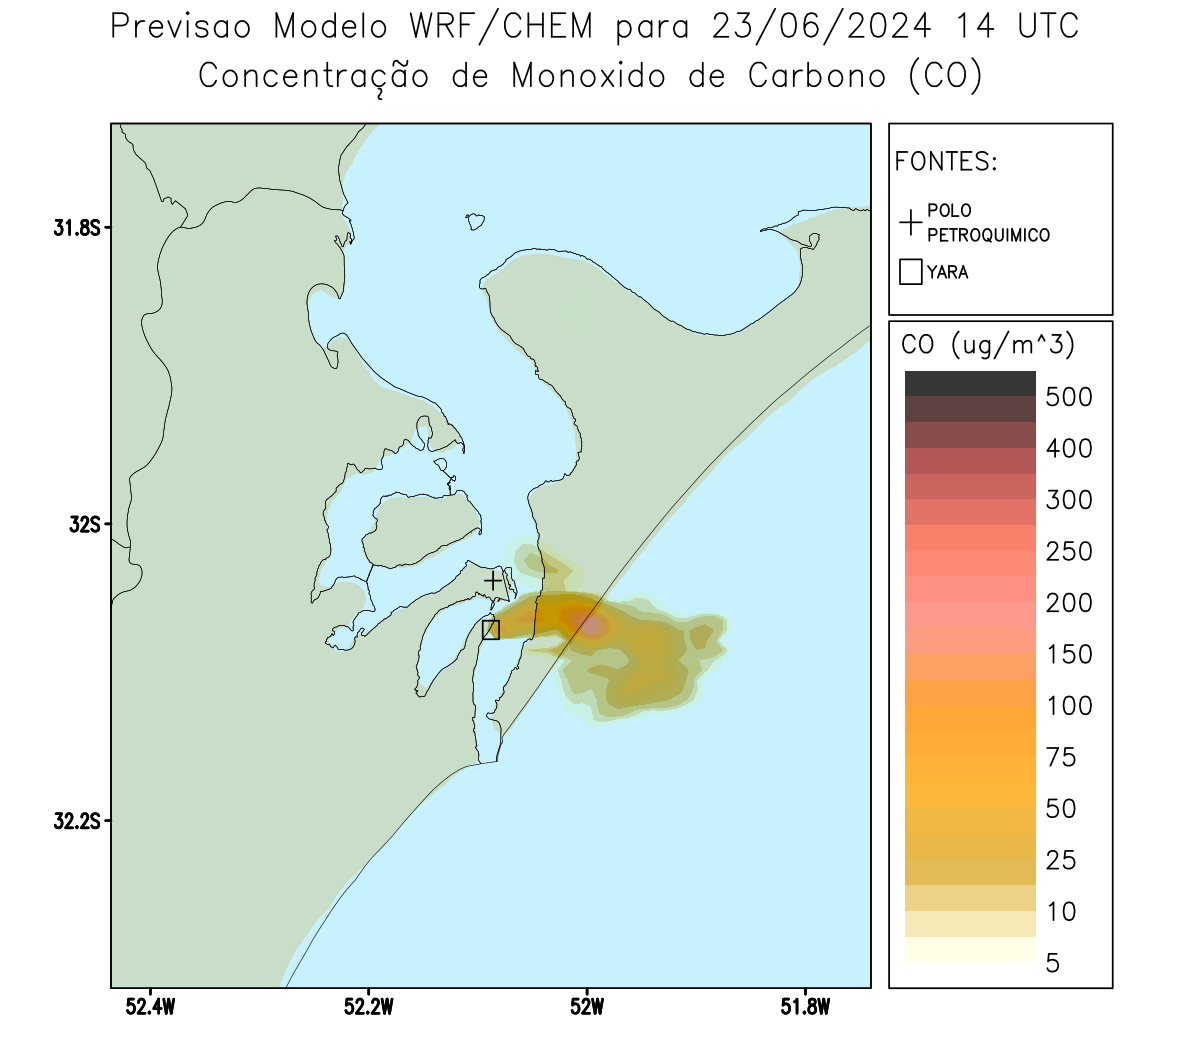 Previsao Modelo WRF/CHEM para 23/06/2024 14 UTC
Concentração de Monoxido de Carbono (CO)
FONTES:
POLO
PETROQUIMICO
YARA
CO (ug/m^3)
500
400
300
250
200
150
100
75
50
25
10
5
31.8S
32S
32.2S
52.4W
52.2W
52W
51.8W